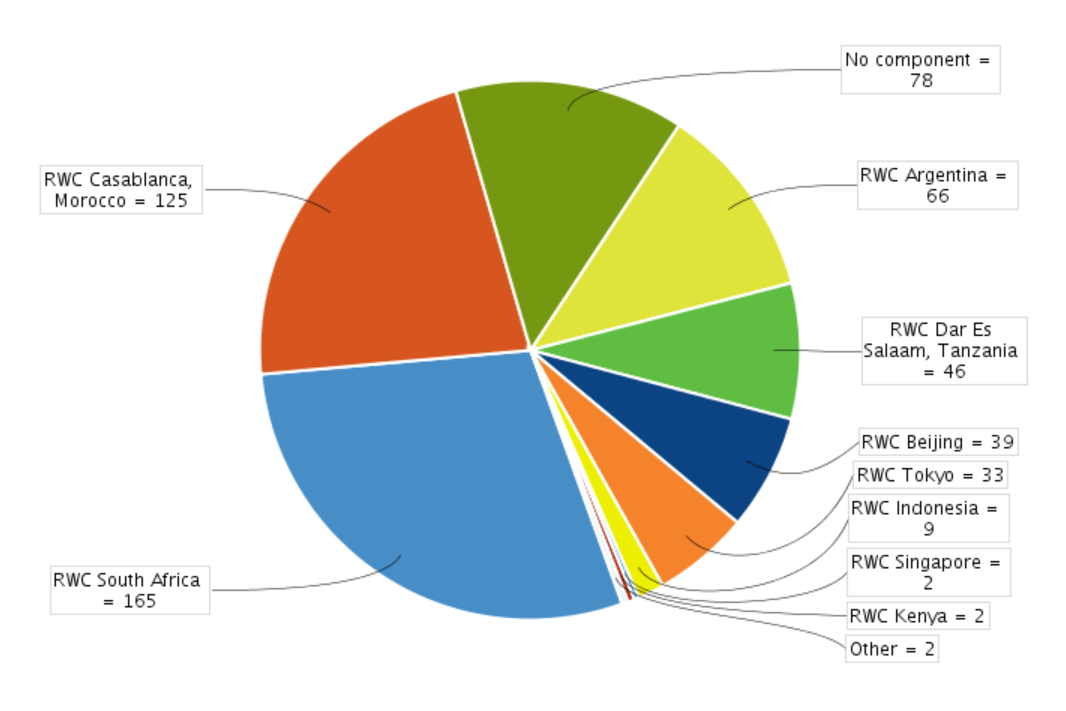 No component =
78
RWC Casablanca,
Morocco = 125
RWC Argentina =
66
RWC Dar Es
Salaam, Tanzania
= 46
RWC Beijing = 39
RWC Tokyo = 33
RWC Indonesia =
9
RWC Singapore =
2
RWC South Africa
= 165
RWC Kenya = 2
Other = 2